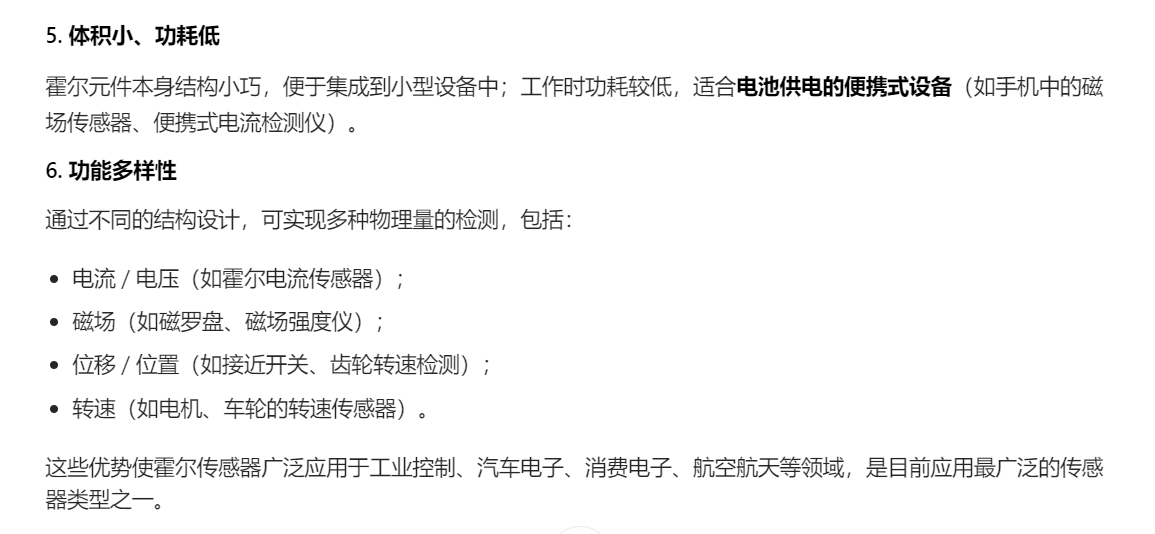 5. 体积小、功耗低
霍尔元件本身结构小巧，便于集成到小型设备中；工作时功耗较低，适合电池供电的便携式设备（如手机中的磁
场传感器、便携式电流检测仪）。
6. 功能多样性
通过不同的结构设计，可实现多种物理量的检测，包括：
• 电流 / 电压（如霍尔电流传感器）；
• 磁场（如磁罗盘、磁场强度仪）；
• 位移 / 位置（如接近开关、齿轮转速检测）；
• 转速（如电机、车轮的转速传感器）。
这些优势使霍尔传感器广泛应用于工业控制、汽车电子、消费电子、航空航天等领域，是目前应用最广泛的传感
器类型之一。